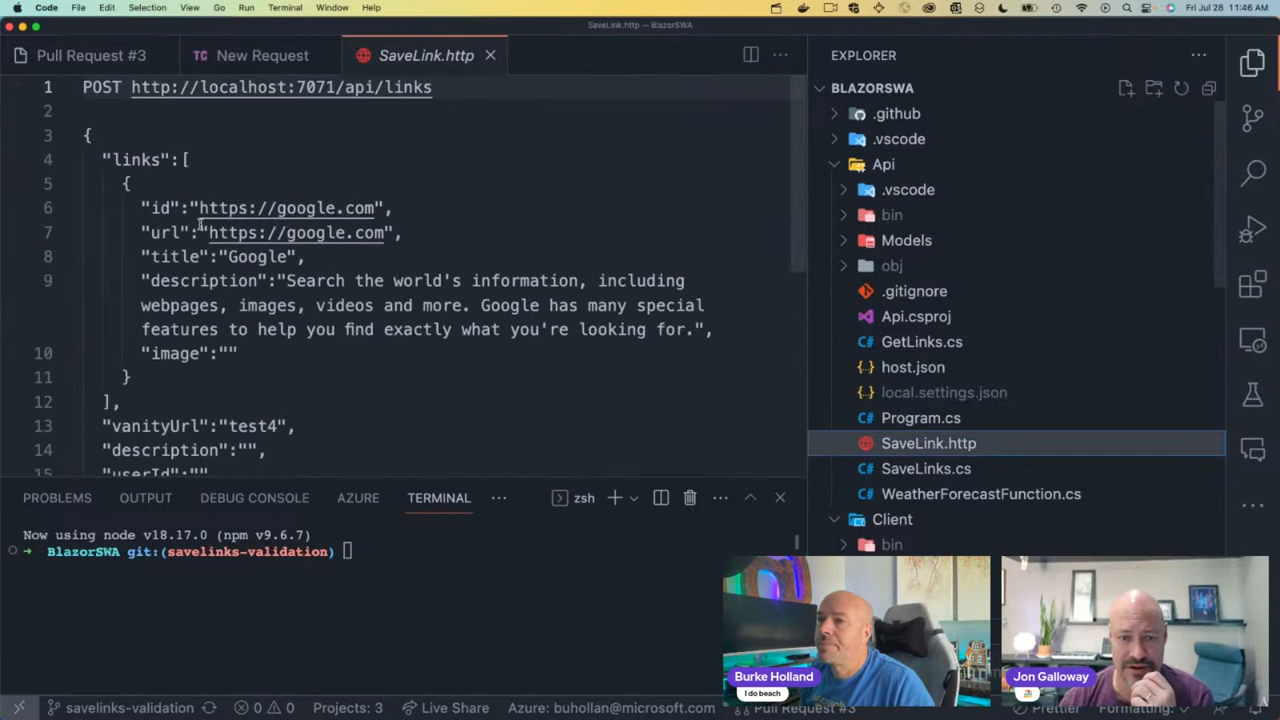 Code File Edit Selection View Go Run Terminal Window Help Fri Jul 28 11:46 AM
SaveLink.http — BlazorSWA
Pull Request #3
TC New Request
SaveLink.http
EXPLORER
1 POST http://localhost:7071/api/links
2
3 {
4 "links":[
5 {
6 "id":"https://google.com",
7 "url":"https://google.com",
8 "title":"Google",
9 "description":"Search the world's information, including
webpages, images, videos and more. Google has many special
features to help you find exactly what you're looking for.",
10 "image":""
11 }
12 ],
13 "vanityUrl":"test4",
14 "description":"",
15 "userId":""
BLAZORSWA
.github
.vscode
Api
.vscode
bin
Models
obj
.gitignore
Api.csproj
C# GetLinks.cs
{..} host.json
{..} local.settings.json
C# Program.cs
SaveLink.http
C# SaveLinks.cs
C# WeatherForecastFunction.cs
Client
bin
PROBLEMS OUTPUT DEBUG CONSOLE AZURE TERMINAL
zsh
Now using node v18.17.0 (npm v9.6.7)
BlazorSWA git:(savelinks-validation)
Burke Holland
I do beach
Jon Galloway
savelinks-validation 0 0 Projects: 3 Live Share Azure: buhollan@microsoft.com Pull Request #3 Formatting: Prettier